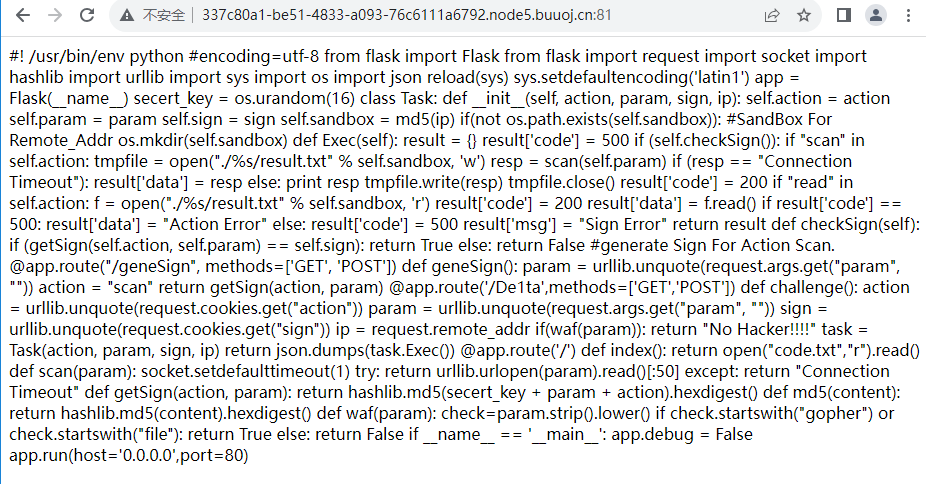 不安全 | 337c80a1-be51-4833-a093-76c6111a6792.node5.buuoj.cn:81
#! /usr/bin/env python #encoding=utf-8 from flask import Flask from flask import request import socket import
hashlib import urllib import sys import os import json reload(sys) sys.setdefaultencoding('latin1') app =
Flask(__name__) secert_key = os.urandom(16) class Task: def __init__(self, action, param, sign, ip): self.action = action
self.param = param self.sign = sign self.sandbox = md5(ip) if(not os.path.exists(self.sandbox)): #SandBox For
Remote_Addr os.mkdir(self.sandbox) def Exec(self): result = {} result['code'] = 500 if (self.checkSign()): if "scan" in
self.action: tmpfile = open("./%s/result.txt" % self.sandbox, 'w') resp = scan(self.param) if (resp == "Connection
Timeout"): result['data'] = resp else: print resp tmpfile.write(resp) tmpfile.close() result['code'] = 200 if "read" in
self.action: f = open("./%s/result.txt" % self.sandbox, 'r') result['code'] = 200 result['data'] = f.read() if result['code'] ==
500: result['data'] = "Action Error" else: result['code'] = 500 result['msg'] = "Sign Error" return result def checkSign(self):
if (getSign(self.action, self.param) == self.sign): return True else: return False #generate Sign For Action Scan.
@app.route("/geneSign", methods=['GET', 'POST']) def geneSign(): param = urllib.unquote(request.args.get("param",
"")) action = "scan" return getSign(action, param) @app.route('/De1ta',methods=['GET','POST']) def challenge(): action
= urllib.unquote(request.cookies.get("action")) param = urllib.unquote(request.args.get("param", "")) sign =
urllib.unquote(request.cookies.get("sign")) ip = request.remote_addr if(waf(param)): return "No Hacker!!!!" task =
Task(action, param, sign, ip) return json.dumps(task.Exec()) @app.route('/') def index(): return open("code.txt","r").read()
def scan(param): socket.setdefaulttimeout(1) try: return urllib.urlopen(param).read()[:50] except: return "Connection
Timeout" def getSign(action, param): return hashlib.md5(secert_key + param + action).hexdigest() def md5(content):
return hashlib.md5(content).hexdigest() def waf(param): check=param.strip().lower() if check.startswith("gopher") or
check.startswith("file"): return True else: return False if __name__ == '__main__': app.debug = False
app.run(host='0.0.0.0',port=80)